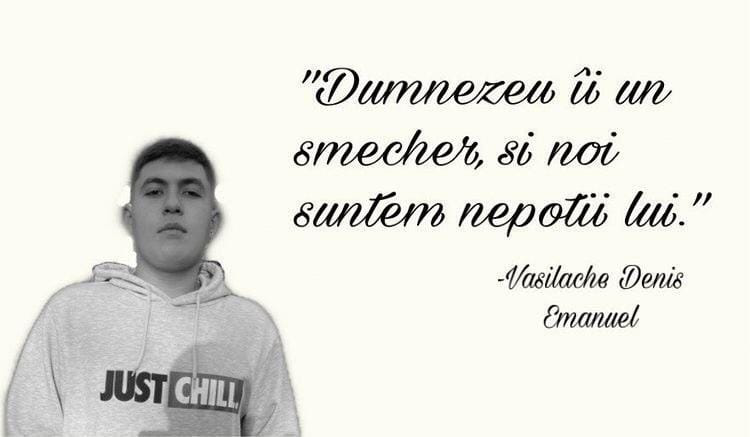 "Dumnezeu îi un
smecher, si noi
suntem nepotii lui."
-Vasilache Denis
Emanuel
JUST CHILL.